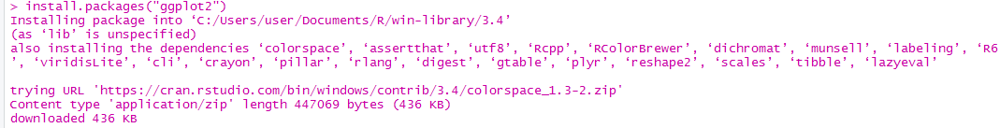 > install.packages("ggplot2")
Installing package into ‘C:/Users/user/Documents/R/win-library/3.4’
(as ‘lib’ is unspecified)
also installing the dependencies ‘colorspace’, ‘assertthat’, ‘utf8’, ‘Rcpp’, ‘RColorBrewer’, ‘dichromat’, ‘munsell’, ‘labeling’, ‘R6
’, ‘viridisLite’, ‘cli’, ‘crayon’, ‘pillar’, ‘rlang’, ‘digest’, ‘gtable’, ‘plyr’, ‘reshape2’, ‘scales’, ‘tibble’, ‘lazyeval’
trying URL 'https://cran.rstudio.com/bin/windows/contrib/3.4/colorspace_1.3-2.zip'
Content type 'application/zip' length 447069 bytes (436 KB)
downloaded 436 KB